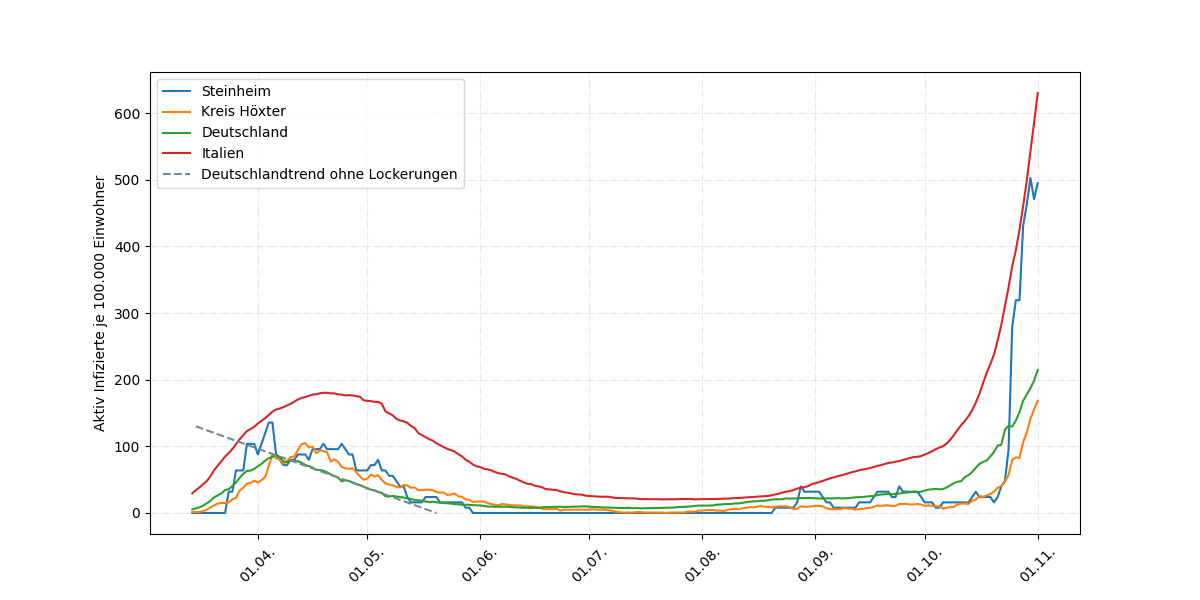 Steinheim
Kreis Höxter
Deutschland
Italien
Deutschlandtrend ohne Lockerungen
Aktiv Infizierte je 100.000 Einwohner
600
500
400
300
200
100
0
01.04.
01.05.
01.06.
01.07.
01.08.
01.09.
01.10.
01.11.